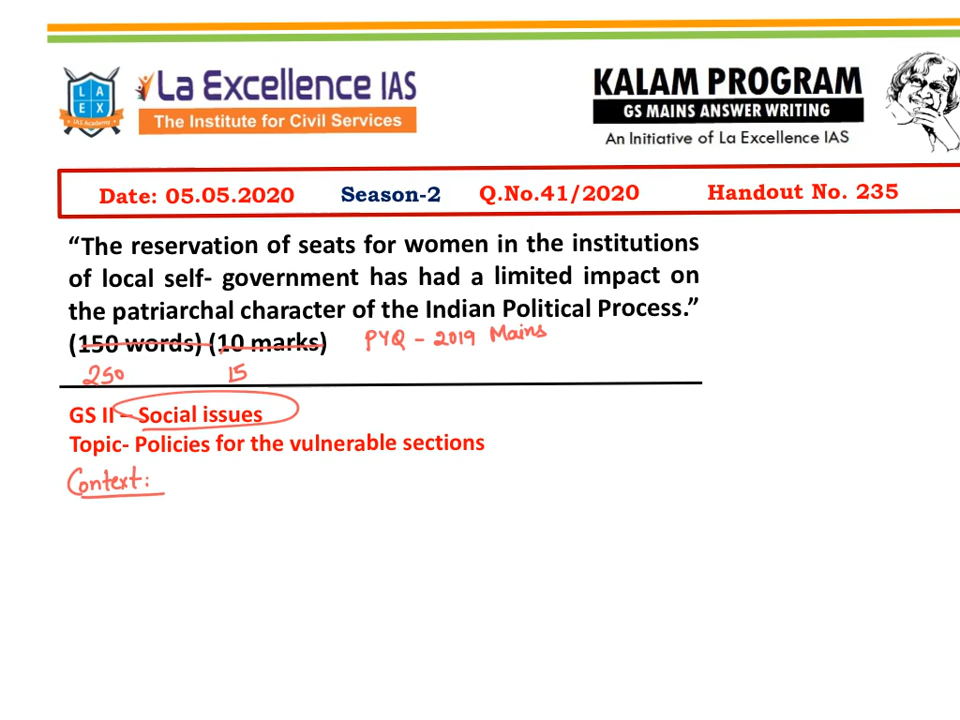 LA
EX
IAS Academy
La Excellence IAS
The Institute for Civil Services
KALAM PROGRAM
GS MAINS ANSWER WRITING
An Initiative of La Excellence IAS
Date: 05.05.2020 Season-2 Q.No.41/2020 Handout No. 235
“The reservation of seats for women in the institutions
of local self- government has had a limited impact on
the patriarchal character of the Indian Political Process.”
(150 words) (10 marks) PYQ - 2019 Mains
250 15
GS II – Social issues
Topic- Policies for the vulnerable sections
Context: